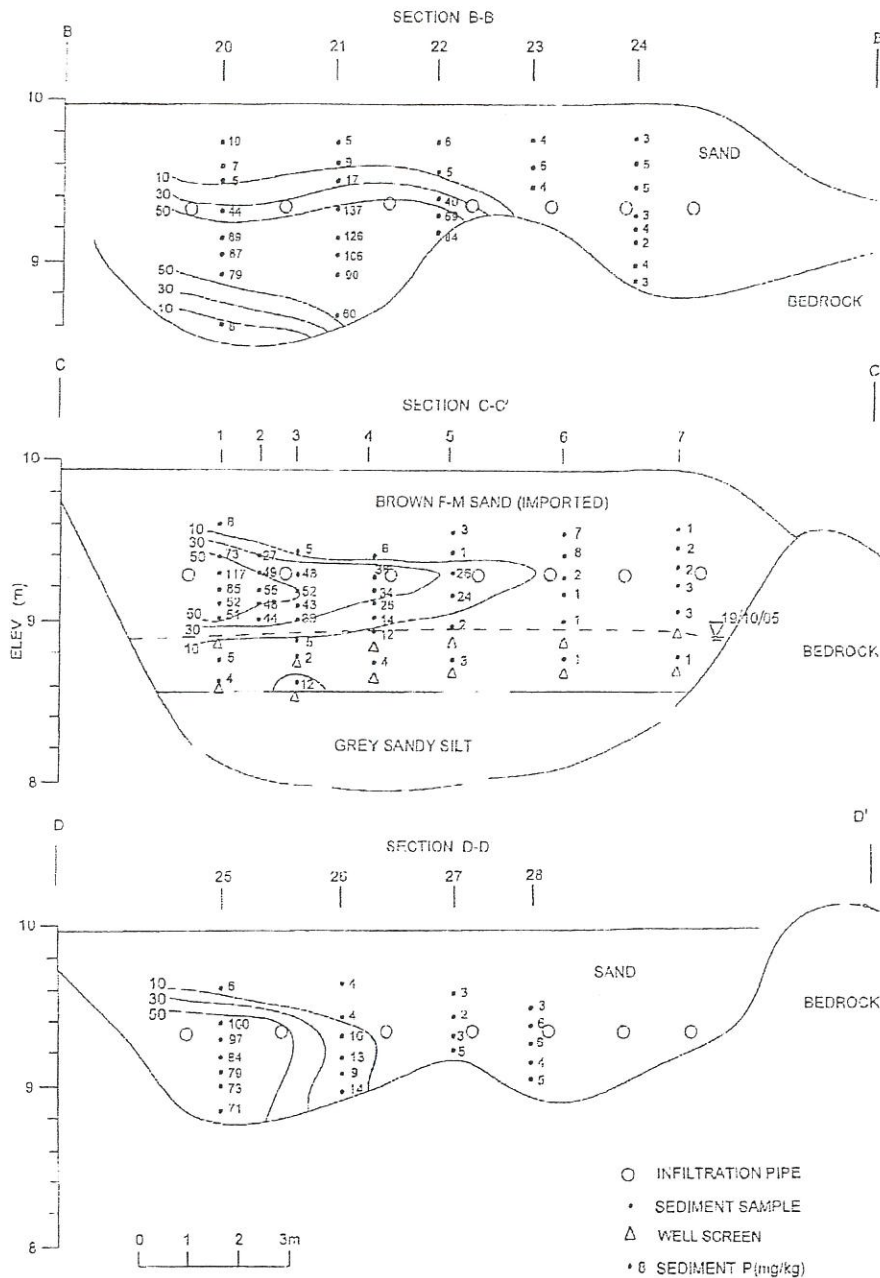 SECTION B-B
B B
20 21 22 23 24
10
10 5 6 4 3
SAND
7 9 5 6 5
10 5 17 4 5
30 40
50 44 137 69 3
4
89 126 84 2
9
87 106 4
79 90 3
50
30
BEDROCK
10 60
6
C C
SECTION C-C'
1 2 3 4 5 6 7
10
BROWN F-M SAND (IMPORTED)
8 3 7 1
10
30 5 6 1 8 2
50 73 27
117 49 48 36 26 2 2
85 55 52 34 24 1 2
52 48 43 25
9
50 51 44 39 14 2 1 3
30 12
19/10/05
10 5
5 2 4 3 1 1
BEDROCK
4 12
GREY SANDY SILT
8
ELEV (m)
D D'
SECTION D-D
25 26 27 28
10
SAND
10 6 4 3
30
BEDROCK
50 100 4 2 3
97 10 3 6
84 13 5 6
79 9 4
9
73 14 5
71
8
INFILTRATION PIPE
SEDIMENT SAMPLE
WELL SCREEN
8 SEDIMENT P(mg/kg)
0 1 2 3m